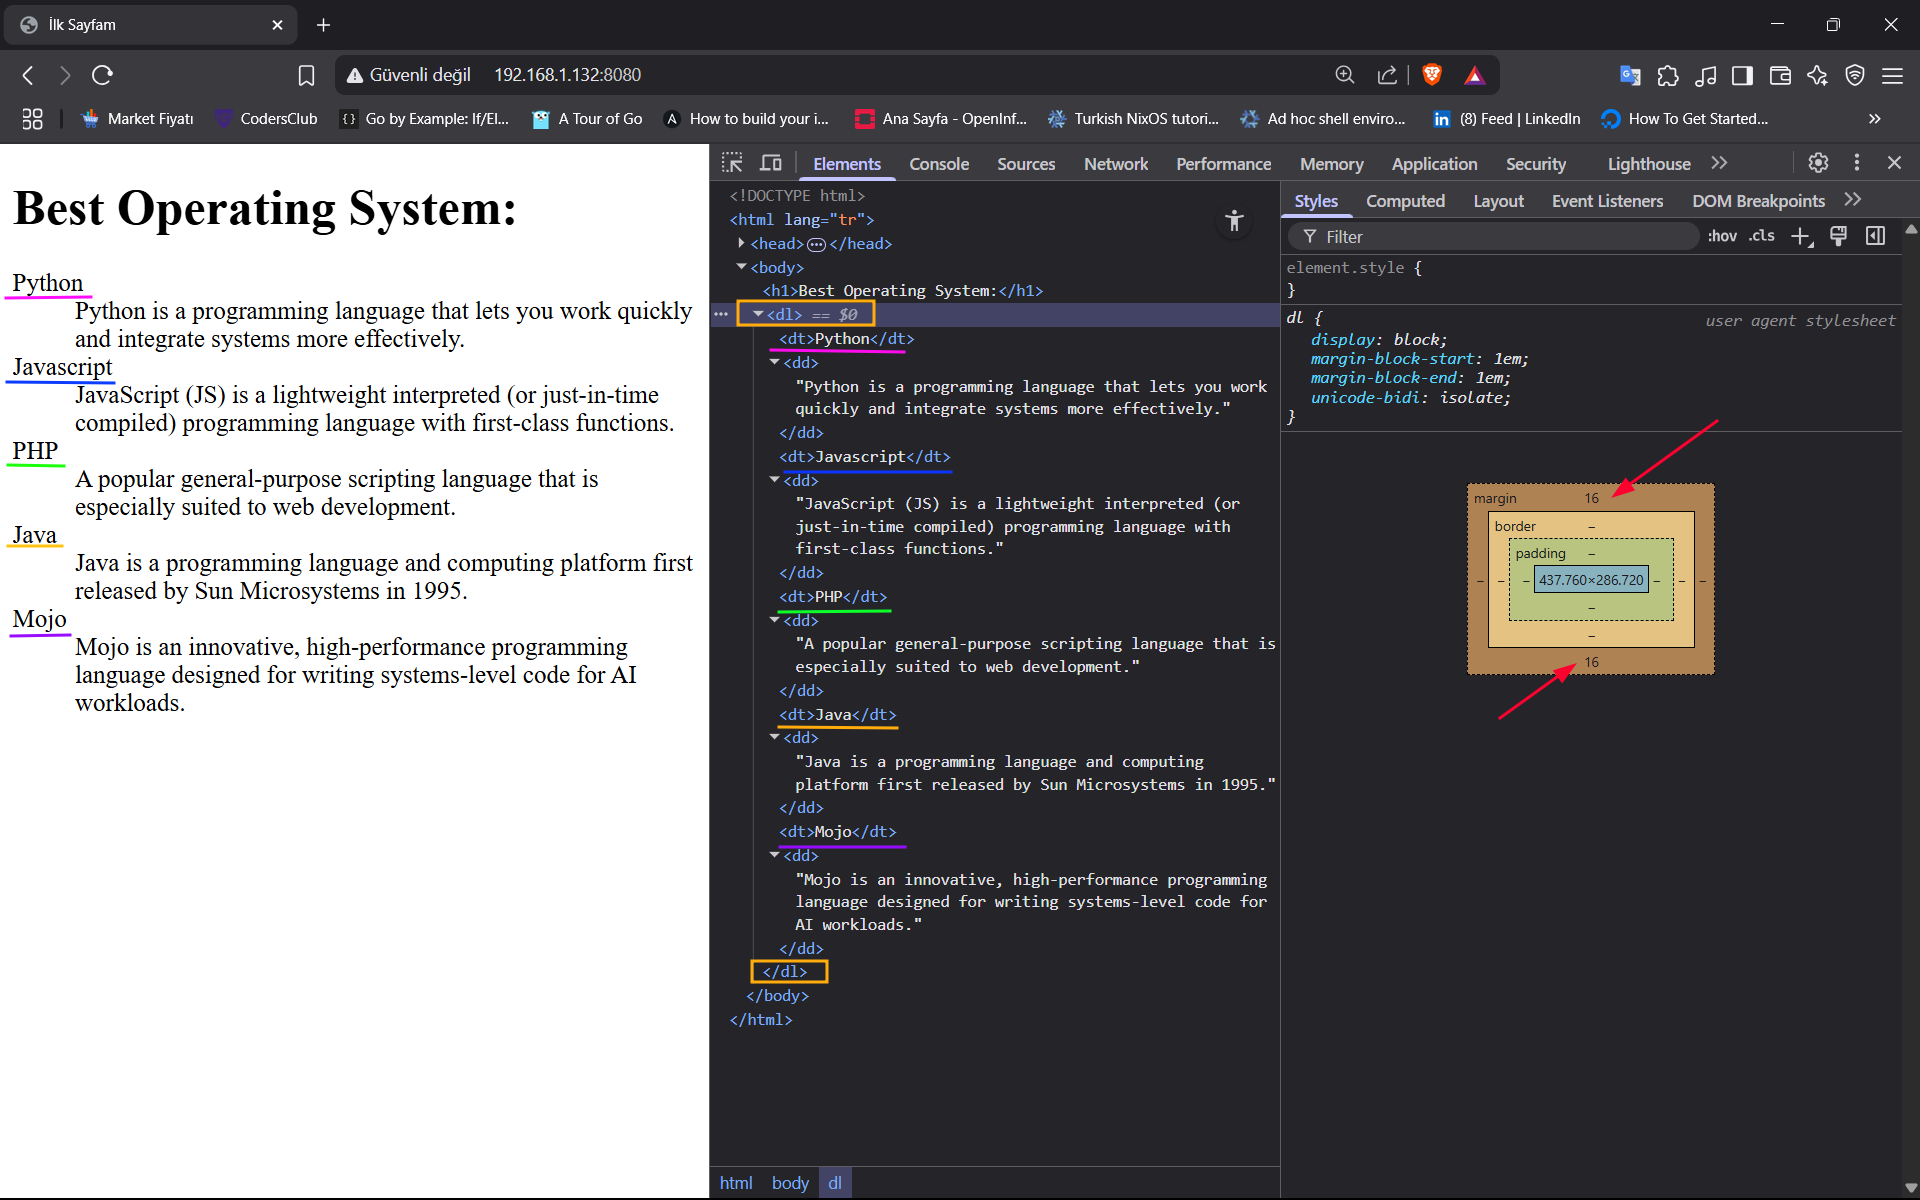 İlk Sayfam
Güvenli değil 192.168.1.132:8080
Market Fiyatı CodersClub Go by Example: If/El... A Tour of Go How to build your i... Ana Sayfa - OpenInf... Turkish NixOS tutori... Ad hoc shell enviro... (8) Feed | LinkedIn How To Get Started...
Best Operating System:
Python
Python is a programming language that lets you work quickly
and integrate systems more effectively.
Javascript
JavaScript (JS) is a lightweight interpreted (or just-in-time
compiled) programming language with first-class functions.
PHP
A popular general-purpose scripting language that is
especially suited to web development.
Java
Java is a programming language and computing platform first
released by Sun Microsystems in 1995.
Mojo
Mojo is an innovative, high-performance programming
language designed for writing systems-level code for AI
workloads.
Elements Console Sources Network Performance Memory Application Security Lighthouse
<!DOCTYPE html>
<html lang="tr">
<head>…</head>
<body>
<h1>Best Operating System:</h1>
<dl> == $0
<dt>Python</dt>
<dd>
"Python is a programming language that lets you work
quickly and integrate systems more effectively."
</dd>
<dt>Javascript</dt>
<dd>
"JavaScript (JS) is a lightweight interpreted (or
just-in-time compiled) programming language with
first-class functions."
</dd>
<dt>PHP</dt>
<dd>
"A popular general-purpose scripting language that is
especially suited to web development."
</dd>
<dt>Java</dt>
<dd>
"Java is a programming language and computing
platform first released by Sun Microsystems in 1995."
</dd>
<dt>Mojo</dt>
<dd>
"Mojo is an innovative, high-performance programming
language designed for writing systems-level code for
AI workloads."
</dd>
</dl>
</body>
</html>
html body dl
Styles Computed Layout Event Listeners DOM Breakpoints
Filter :hov .cls
element.style {
}
dl { user agent stylesheet
display: block;
margin-block-start: 1em;
margin-block-end: 1em;
unicode-bidi: isolate;
}
margin 16
border –
padding –
– – – 437.760×286.720 – – –
–
–
16